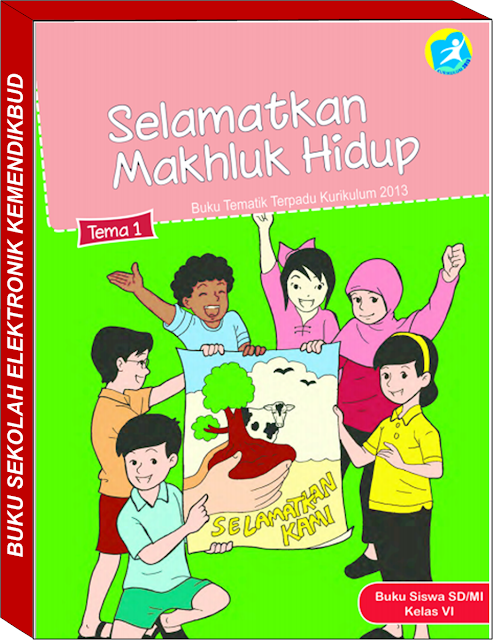 BUKU SEKOLAH ELEKTRONIK KEMENDIKBUD
Selamatkan
Makhluk Hidup
Buku Tematik Terpadu Kurikulum 2013
Tema 1
SELAMATKAN
KAMI
Buku Siswa SD/MI
Kelas VI